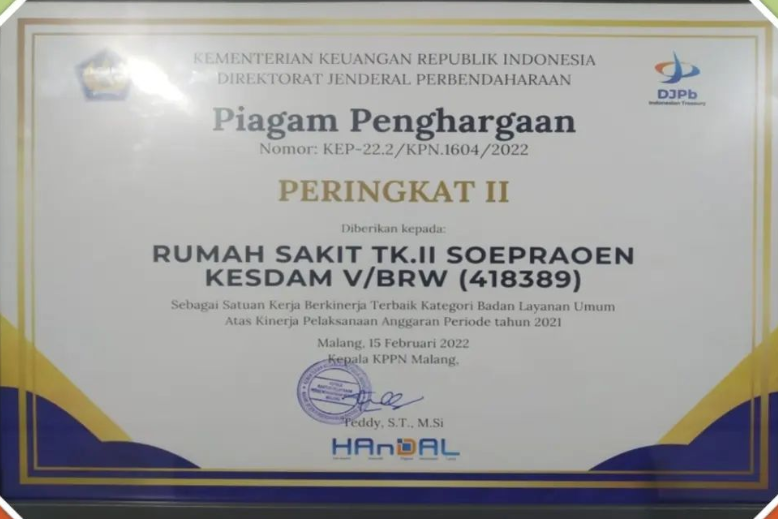 KEMENTERIAN KEUANGAN REPUBLIK INDONESIA
DIREKTORAT JENDERAL PERBENDAHARAAN
DJPb
Indonesian Treasury
Piagam Penghargaan
Nomor: KEP-22.2/KPN.1604/2022
PERINGKAT II
Diberikan kepada:
RUMAH SAKIT TK.II SOEPRAOEN
KESDAM V/BRW (418389)
Sebagai Satuan Kerja Berkinerja Terbaik Kategori Badan Layanan Umum
Atas Kinerja Pelaksanaan Anggaran Periode tahun 2021
Malang, 15 Februari 2022
Kepala KPPN Malang,
Teddy, S.T., M.Si
HAnDAL